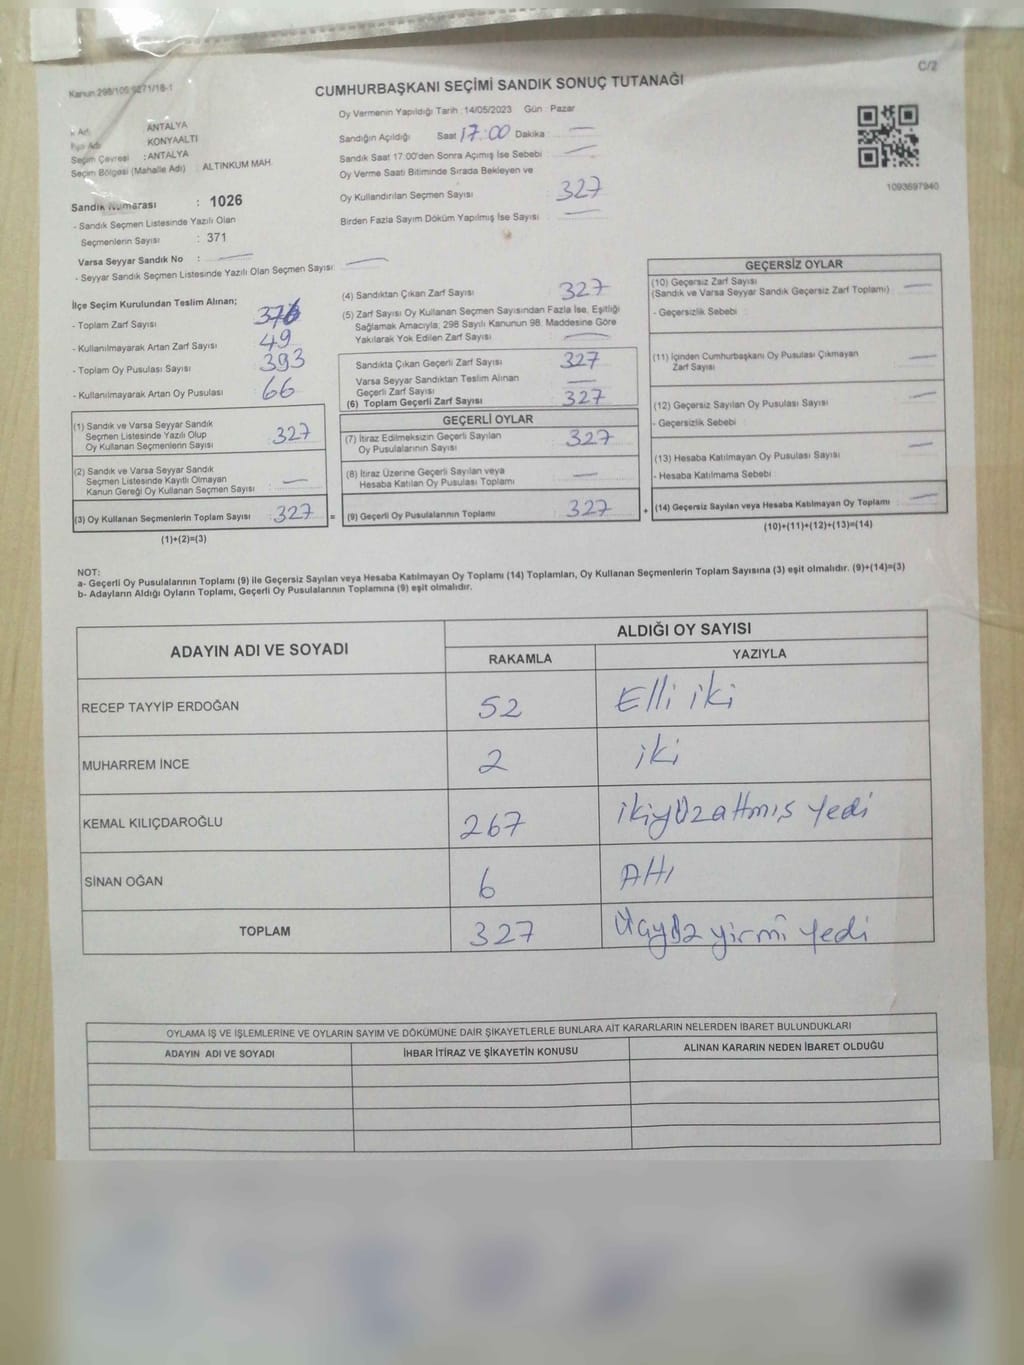 C/2
Kanun 298/105 6271/18-1
CUMHURBAŞKANI SEÇİMİ SANDIK SONUÇ TUTANAĞI
Oy Vermenin Yapıldığı Tarih :14/05/2023 Gün : Pazar
Adı ANTALYA
Adı KONYAALTI
Seçim Çevresi : ANTALYA
Seçim Bölgesi (Mahalle Adı) ALTINKUM MAH.
Sandık Numarası : 1026
- Sandık Seçmen Listesinde Yazılı Olan
Seçmenlerin Sayısı : 371
Varsa Seyyar Sandık No : —
- Seyyar Sandık Seçmen Listesinde Yazılı Olan Seçmen Sayısı: —
Sandığın Açıldığı Saat 17:00 Dakika : —
Sandık Saat 17:00'den Sonra Açımış İse Sebebi : —
Oy Verme Saati Bitiminde Sırada Bekleyen ve
Oy Kullandırılan Seçmen Sayısı : 327
Birden Fazla Sayım Döküm Yapılmış İse Sayısı : —
1093697940
İlçe Seçim Kurulundan Teslim Alınan;
- Toplam Zarf Sayısı 376
- Kullanılmayarak Artan Zarf Sayısı 49
- Toplam Oy Pusulası Sayısı 393
- Kullanılmayarak Artan Oy Pusulası 66
(1) Sandık ve Varsa Seyyar Sandık
Seçmen Listesinde Yazılı Olup
Oy Kullanan Seçmenlerin Sayısı 327
(2) Sandık ve Varsa Seyyar Sandık
Seçmen Listesinde Kayıtlı Olmayan
Kanun Gereği Oy Kullanan Seçmen Sayısı —
(3) Oy Kullanan Seçmenlerin Toplam Sayısı 327 =
(1)+(2)=(3)
(4) Sandıktan Çıkan Zarf Sayısı 327
(5) Zarf Sayısı Oy Kullanan Seçmen Sayısından Fazla İse, Eşitliği
Sağlamak Amacıyla, 298 Sayılı Kanunun 98. Maddesine Göre
Yakılarak Yok Edilen Zarf Sayısı —
Sandıkta Çıkan Geçerli Zarf Sayısı 327
Varsa Seyyar Sandıktan Teslim Alınan
Geçerli Zarf Sayısı —
(6) Toplam Geçerli Zarf Sayısı 327
GEÇERLİ OYLAR
(7) İtiraz Edilmeksizin Geçerli Sayılan
Oy Pusulalarının Sayısı 327
(8) İtiraz Üzerine Geçerli Sayılan veya
Hesaba Katılan Oy Pusulası Toplamı —
(9) Geçerli Oy Pusulalarının Toplamı 327 +
GEÇERSİZ OYLAR
(10) Geçersiz Zarf Sayısı
(Sandık ve Varsa Seyyar Sandık Geçersiz Zarf Toplamı) —
- Geçersizlik Sebebi :
(11) İçinden Cumhurbaşkanı Oy Pusulası Çıkmayan
Zarf Sayısı —
(12) Geçersiz Sayılan Oy Pusulası Sayısı —
- Geçersizlik Sebebi
(13) Hesaba Katılmayan Oy Pusulası Sayısı —
- Hesaba Katılmama Sebebi
(14) Geçersiz Sayılan veya Hesaba Katılmayan Oy Toplamı —
(10)+(11)+(12)+(13)=(14)
NOT:
a- Geçerli Oy Pusulalarının Toplamı (9) ile Geçersiz Sayılan veya Hesaba Katılmayan Oy Toplamı (14) Toplamları, Oy Kullanan Seçmenlerin Toplam Sayısına (3) eşit olmalıdır. (9)+(14)=(3)
b- Adayların Aldığı Oyların Toplamı, Geçerli Oy Pusulalarının Toplamına (9) eşit olmalıdır.
ADAYIN ADI VE SOYADI ALDIĞI OY SAYISI
RAKAMLA YAZIYLA
RECEP TAYYİP ERDOĞAN 52 Elli iki
MUHARREM İNCE 2 iki
KEMAL KILIÇDAROĞLU 267 ikiyüzaltmış yedi
SİNAN OĞAN 6 Altı
TOPLAM 327 Üçyüz yirmi yedi
OYLAMA İŞ VE İŞLEMLERİNE VE OYLARIN SAYIM VE DÖKÜMÜNE DAİR ŞİKAYETLERLE BUNLARA AİT KARARLARIN NELERDEN İBARET BULUNDUKLARI
ADAYIN ADI VE SOYADI İHBAR İTİRAZ VE ŞİKAYETİN KONUSU ALINAN KARARIN NEDEN İBARET OLDUĞU